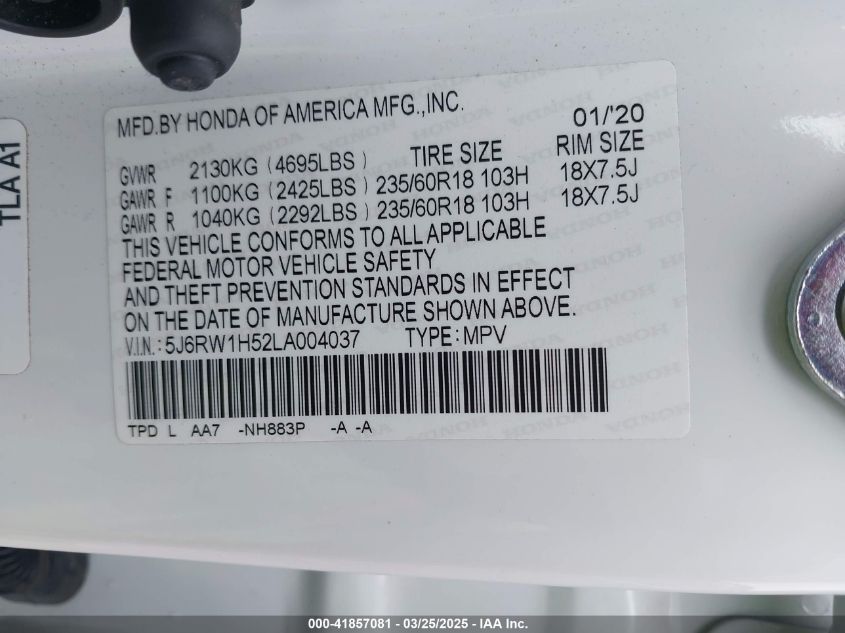 MFD.BY HONDA OF AMERICA MFG.,INC. 01/'20
TIRE SIZE RIM SIZE
GVWR 2130KG (4695LBS)
GAWR F 1100KG (2425LBS) 235/60R18 103H 18X7.5J
GAWR R 1040KG (2292LBS) 235/60R18 103H 18X7.5J
THIS VEHICLE CONFORMS TO ALL APPLICABLE
FEDERAL MOTOR VEHICLE SAFETY
AND THEFT PREVENTION STANDARDS IN EFFECT
ON THE DATE OF MANUFACTURE SHOWN ABOVE.
V.I.N.: 5J6RW1H52LA004037 TYPE: MPV
TPD L AA7 -NH883P -A -A
TLA A1
000-41857081 - 03/25/2025 - IAA Inc.